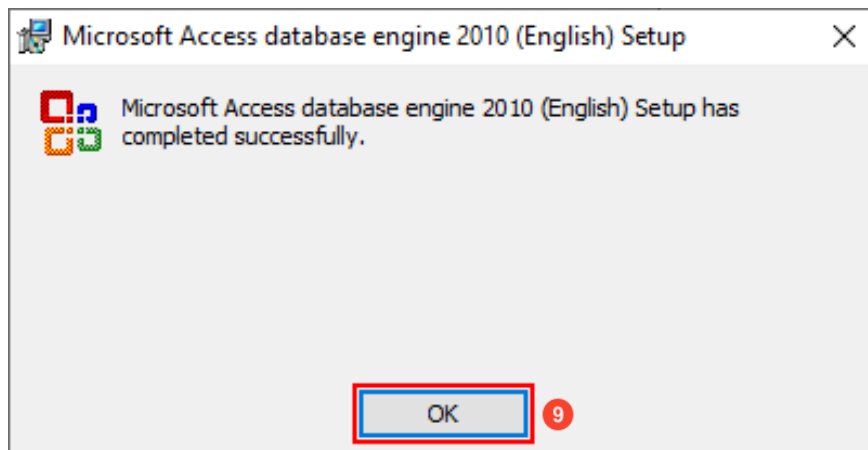 Microsoft Access database engine 2010 (English) Setup
Microsoft Access database engine 2010 (English) Setup has
completed successfully.
OK
9